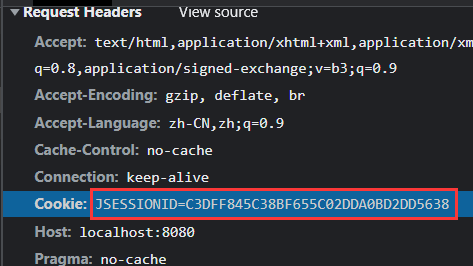 Request Headers View source
Accept: text/html,application/xhtml+xml,application/xm
q=0.8,application/signed-exchange;v=b3;q=0.9
Accept-Encoding: gzip, deflate, br
Accept-Language: zh-CN,zh;q=0.9
Cache-Control: no-cache
Connection: keep-alive
Cookie: JSESSIONID=C3DFF845C38BF655C02DDA0BD2DD5638
Host: localhost:8080
Pragma: no-cache